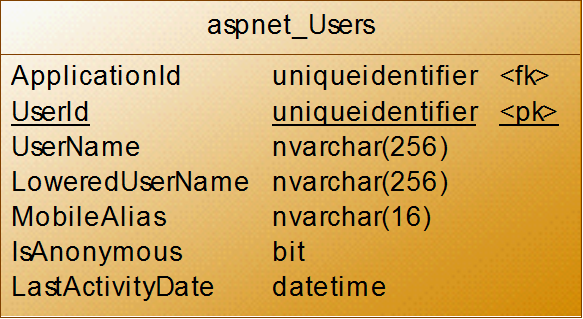 aspnet_Users
ApplicationId uniqueidentifier <fk>
UserId uniqueidentifier <pk>
UserName nvarchar(256)
LoweredUserName nvarchar(256)
MobileAlias nvarchar(16)
IsAnonymous bit
LastActivityDate datetime